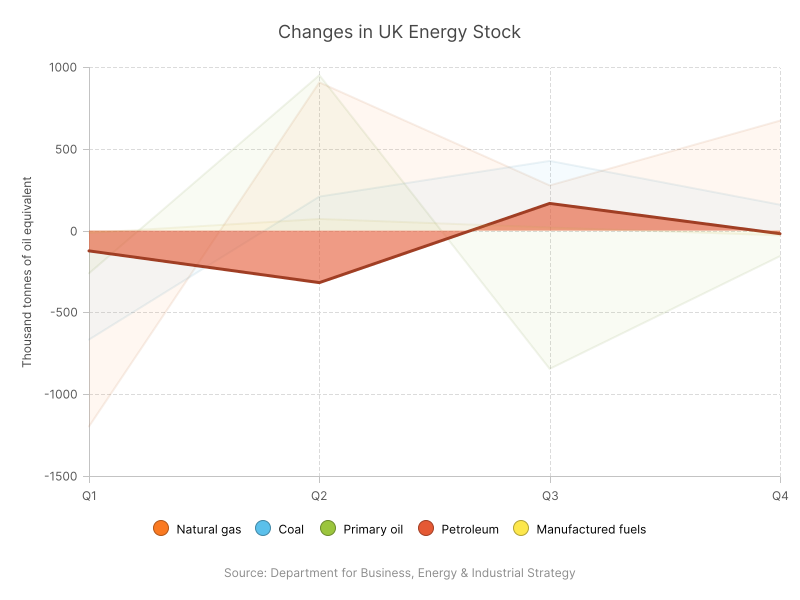 Changes in UK Energy Stock
Thousand tonnes of oil equivalent
1000
500
0
-500
-1000
-1500
Q1 Q2 Q3 Q4
Natural gas Coal Primary oil Petroleum Manufactured fuels
Source: Department for Business, Energy & Industrial Strategy